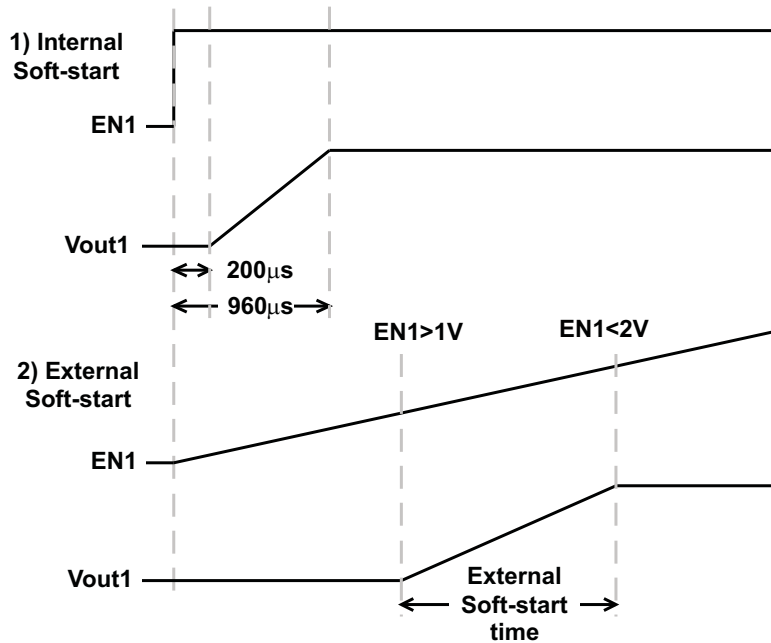 1) Internal
Soft-start
EN1
Vout1
200μs
960μs
EN1>1V
EN1<2V
2) External
Soft-start
EN1
Vout1
External
Soft-start
time